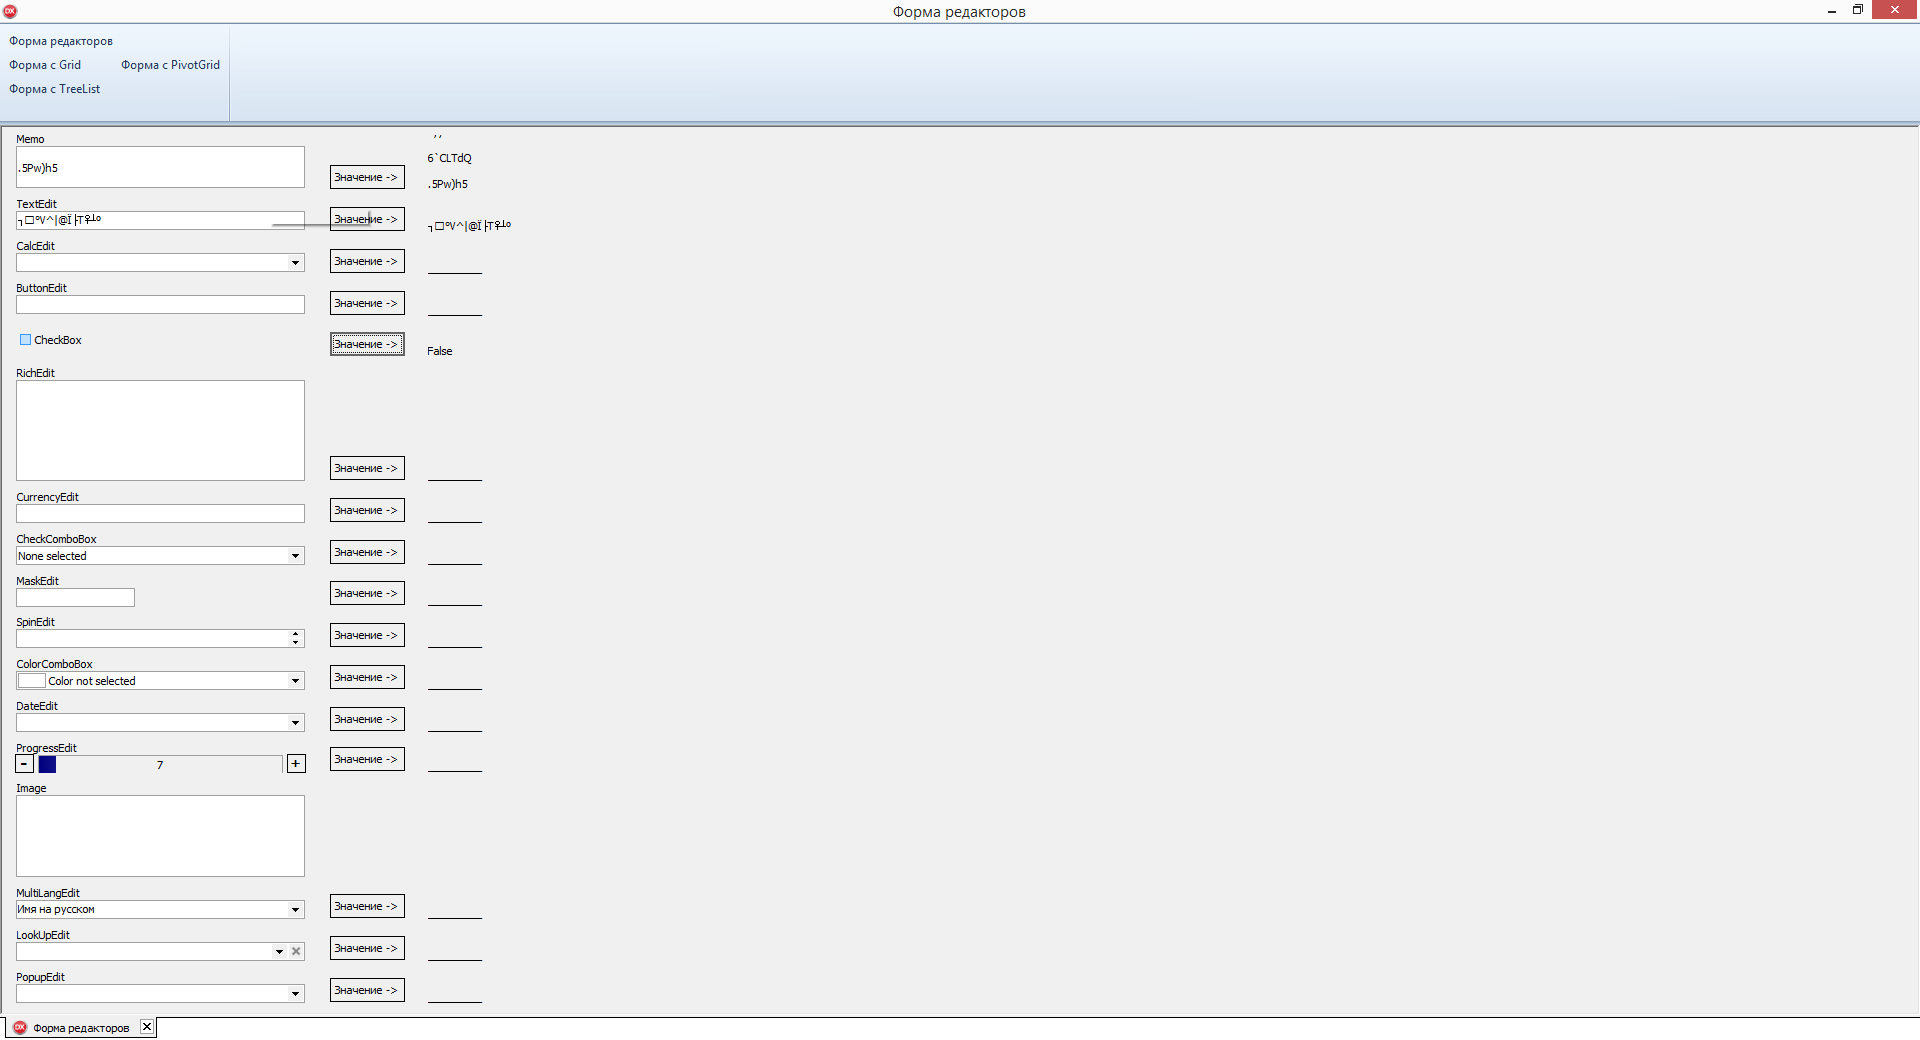 Форма редакторов
Форма редакторов
Форма с Grid
Форма с PivotGrid
Форма с TreeList
Memo
.5Pw)h5
Значение ->
6`CLTdQ
.5Pw)h5
TextEdit
┐□ºV^|@Ï├T♀┴º
Значение ->
┐□ºV^|@Ï├T♀┴º
CalcEdit
Значение ->
ButtonEdit
Значение ->
CheckBox
Значение ->
False
RichEdit
Значение ->
CurrencyEdit
Значение ->
CheckComboBox
None selected
Значение ->
MaskEdit
Значение ->
SpinEdit
Значение ->
ColorComboBox
Color not selected
Значение ->
DateEdit
Значение ->
ProgressEdit
- 7 +
Значение ->
Image
MultiLangEdit
Имя на русском
Значение ->
LookUpEdit
Значение ->
PopupEdit
Значение ->
DX Форма редакторов